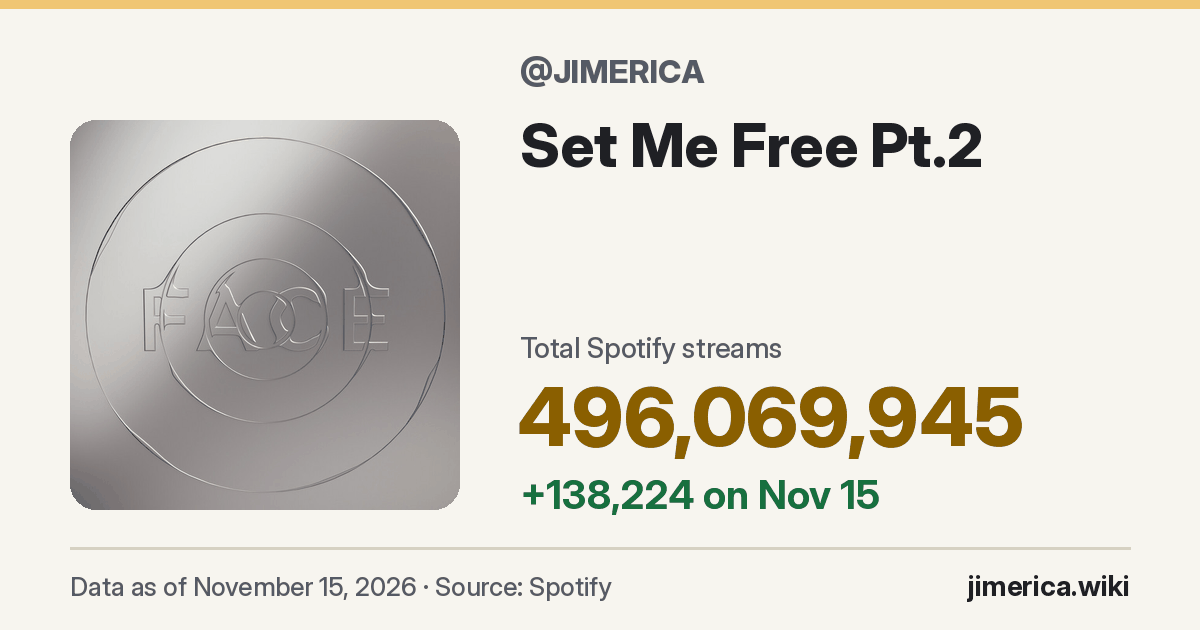 @JIMERICA
Set Me Free Pt.2
FACE
Total Spotify streams
496,069,945
+138,224 on Nov 15
Data as of November 15, 2026 · Source: Spotify
jimerica.wiki